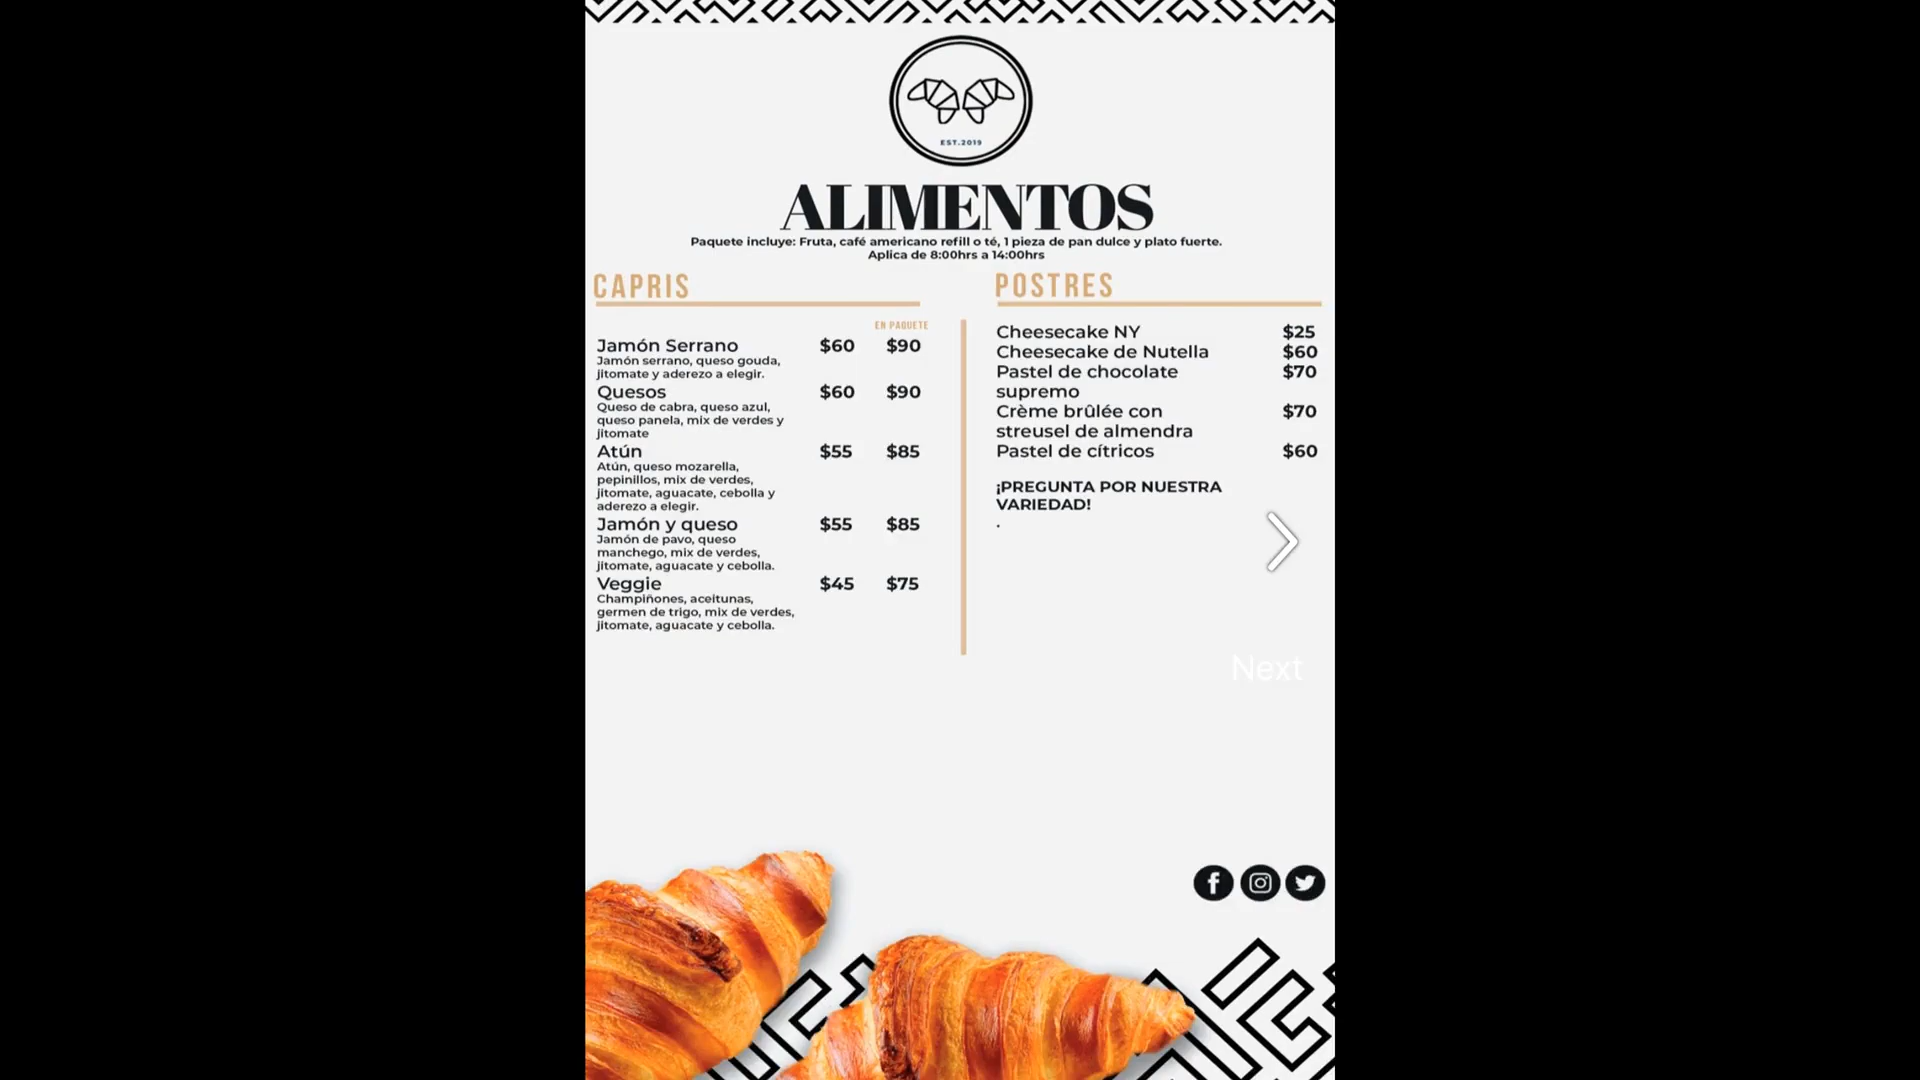 EST.2019
ALIMENTOS
Paquete incluye: Fruta, café americano refill o té, 1 pieza de pan dulce y plato fuerte.
Aplica de 8:00hrs a 14:00hrs
CAPRIS
EN PAQUETE
Jamón Serrano $60 $90
Jamón serrano, queso gouda,
jitomate y aderezo a elegir.
Quesos $60 $90
Queso de cabra, queso azul,
queso panela, mix de verdes y
jitomate
Atún $55 $85
Atún, queso mozarella,
pepinillos, mix de verdes,
jitomate, aguacate, cebolla y
aderezo a elegir.
Jamón y queso $55 $85
Jamón de pavo, queso
manchego, mix de verdes,
jitomate, aguacate y cebolla.
Veggie $45 $75
Champiñones, aceitunas,
germen de trigo, mix de verdes,
jitomate, aguacate y cebolla.
POSTRES
Cheesecake NY $25
Cheesecake de Nutella $60
Pastel de chocolate $70
supremo
Crème brûlée con $70
streusel de almendra
Pastel de cítricos $60
¡PREGUNTA POR NUESTRA
VARIEDAD!
.
Next